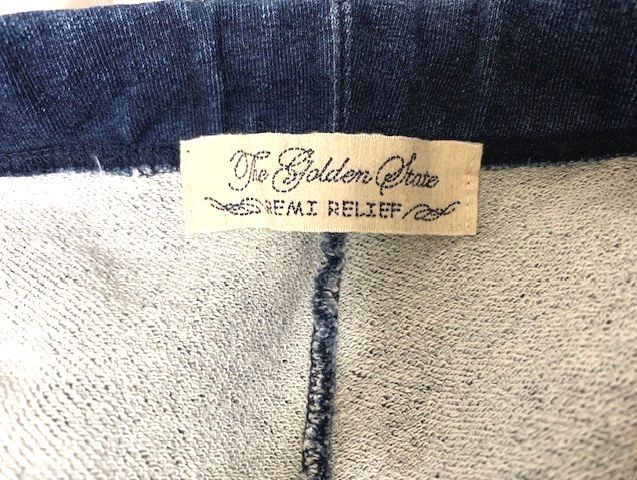 The Golden State
REMI RELIEF